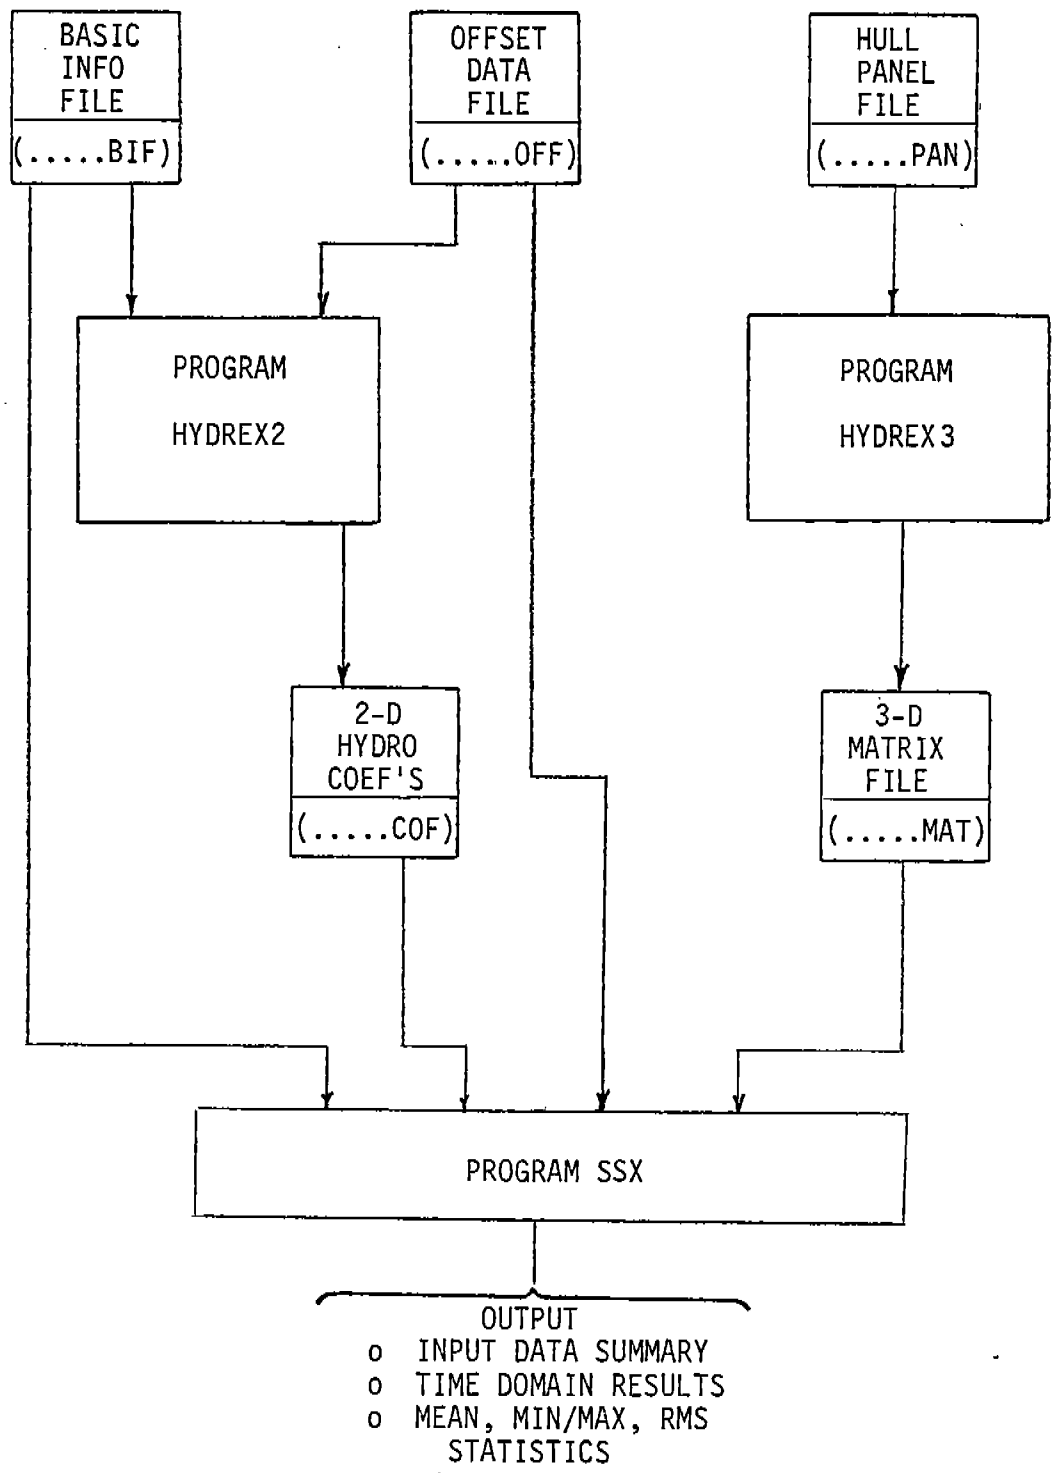 BASIC
INFO
FILE
(.....BIF)
OFFSET
DATA
FILE
(.....OFF)
HULL
PANEL
FILE
(.....PAN)
PROGRAM
HYDREX2
PROGRAM
HYDREX3
2-D
HYDRO
COEF'S
(.....COF)
3-D
MATRIX
FILE
(.....MAT)
PROGRAM SSX
OUTPUT
o INPUT DATA SUMMARY
o TIME DOMAIN RESULTS
o MEAN, MIN/MAX, RMS
STATISTICS